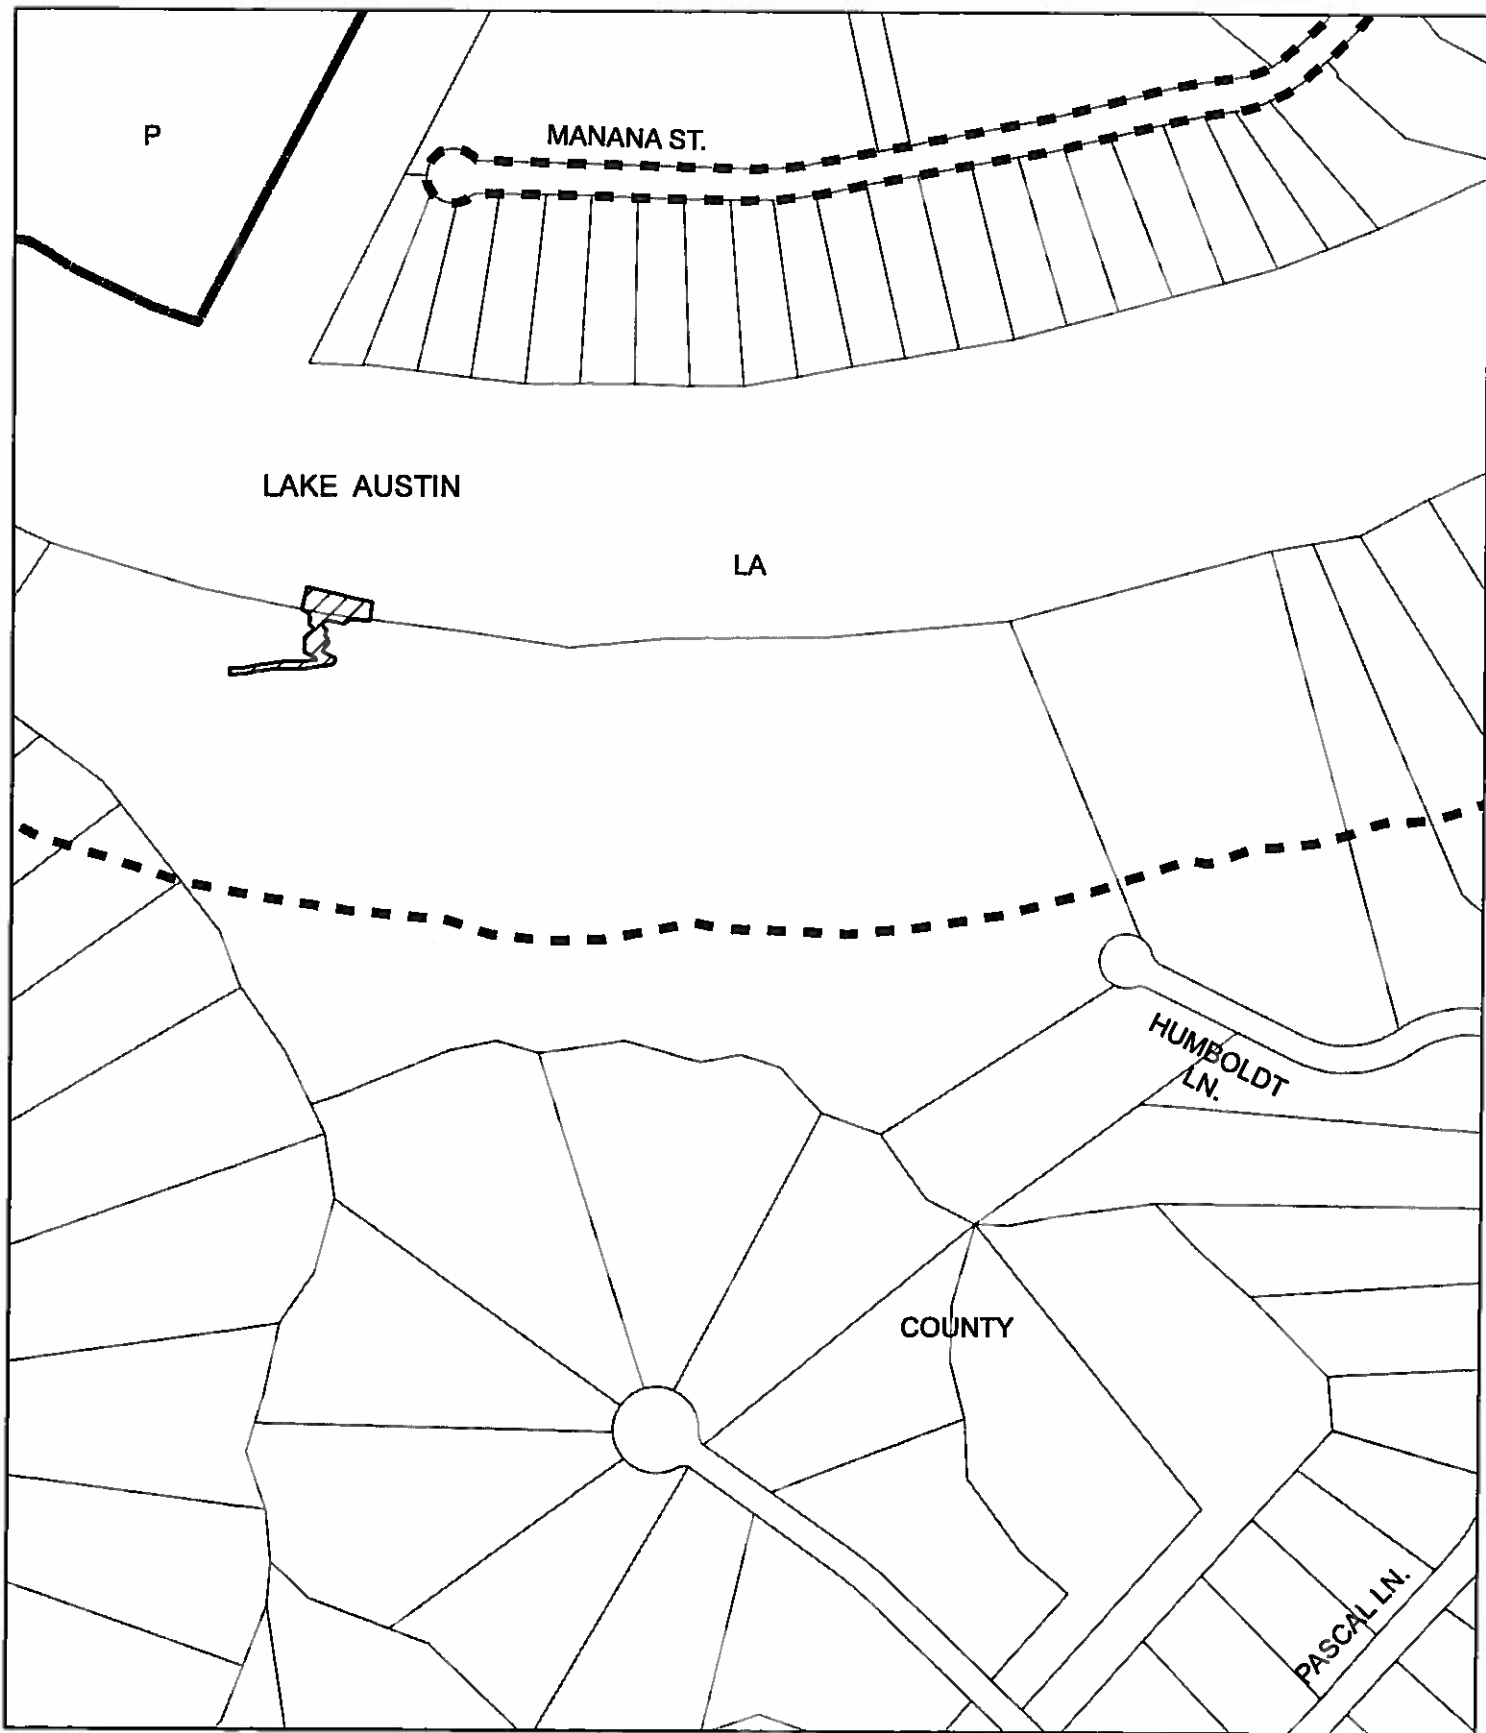 P
MANANA ST.
LAKE AUSTIN
LA
HUMBOLDT
LN.
COUNTY
PASCAL LN.